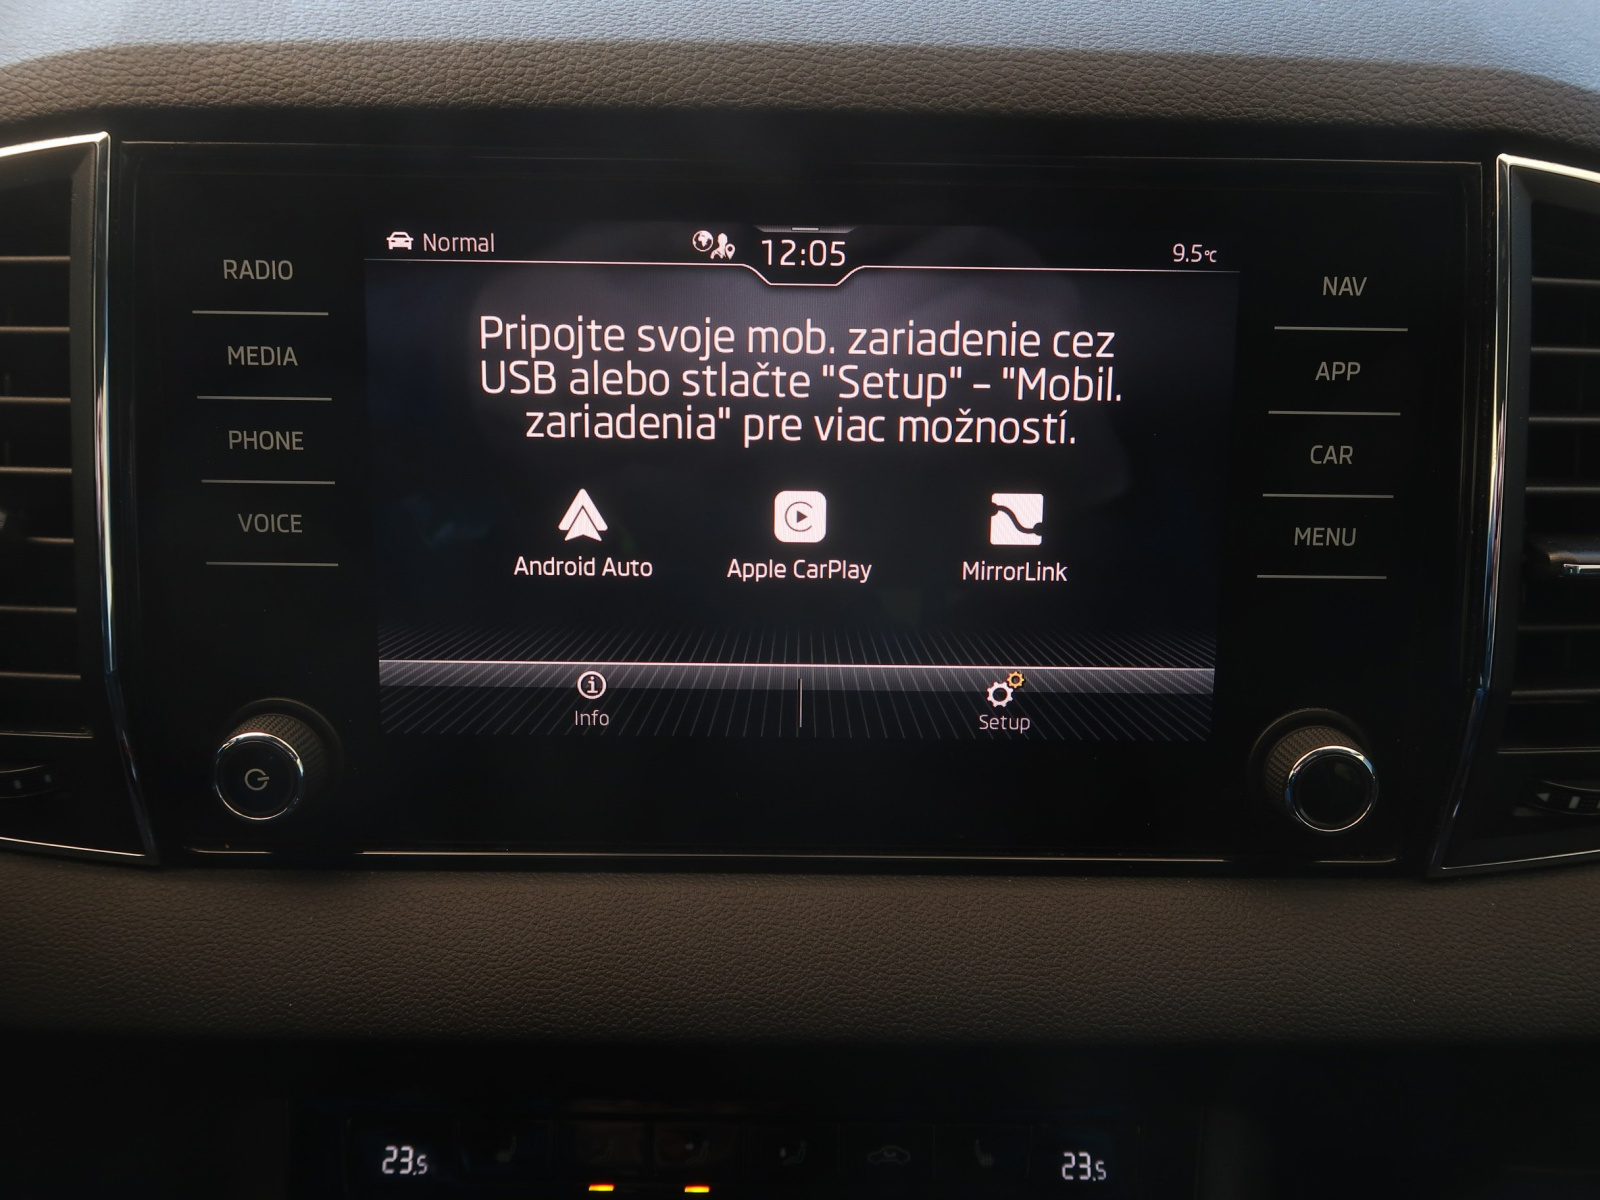 Normal
12:05
9.5°C
RADIO
MEDIA
PHONE
VOICE
NAV
APP
CAR
MENU
Pripojte svoje mob. zariadenie cez
USB alebo stlačte "Setup" – "Mobil.
zariadenia" pre viac možností.
Android Auto
Apple CarPlay
MirrorLink
Info
Setup
23.5
23.5